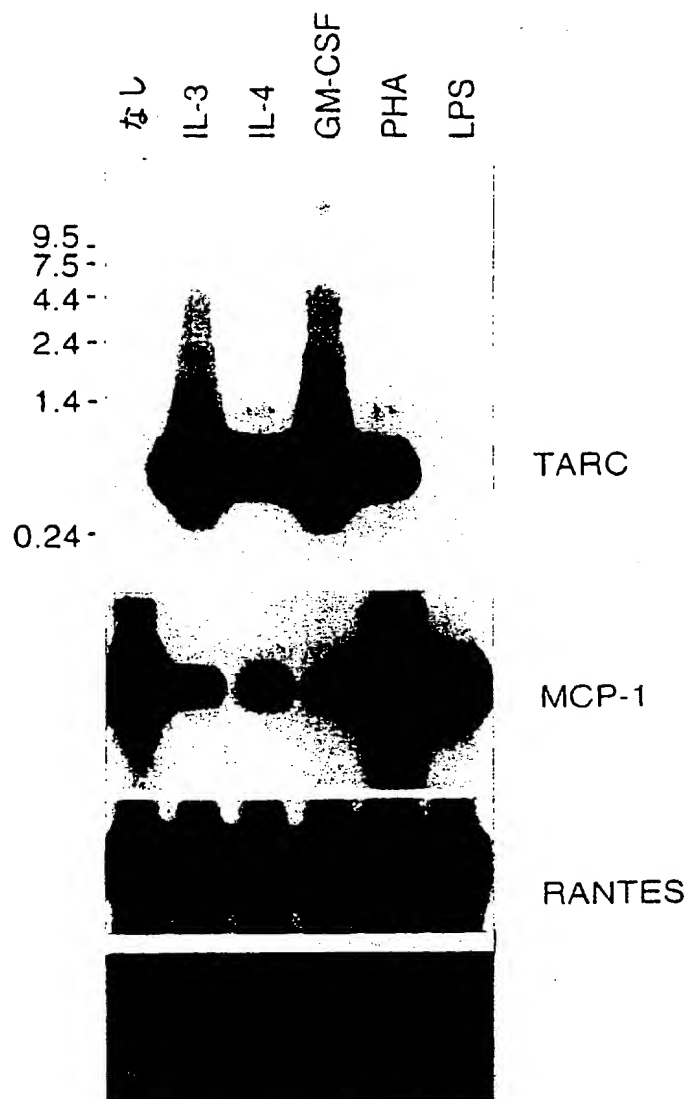 なし
IL-3
IL-4
GM-CSF
PHA
LPS
9.5
7.5
4.4
2.4
1.4
TARC
0.24
MCP-1
RANTES